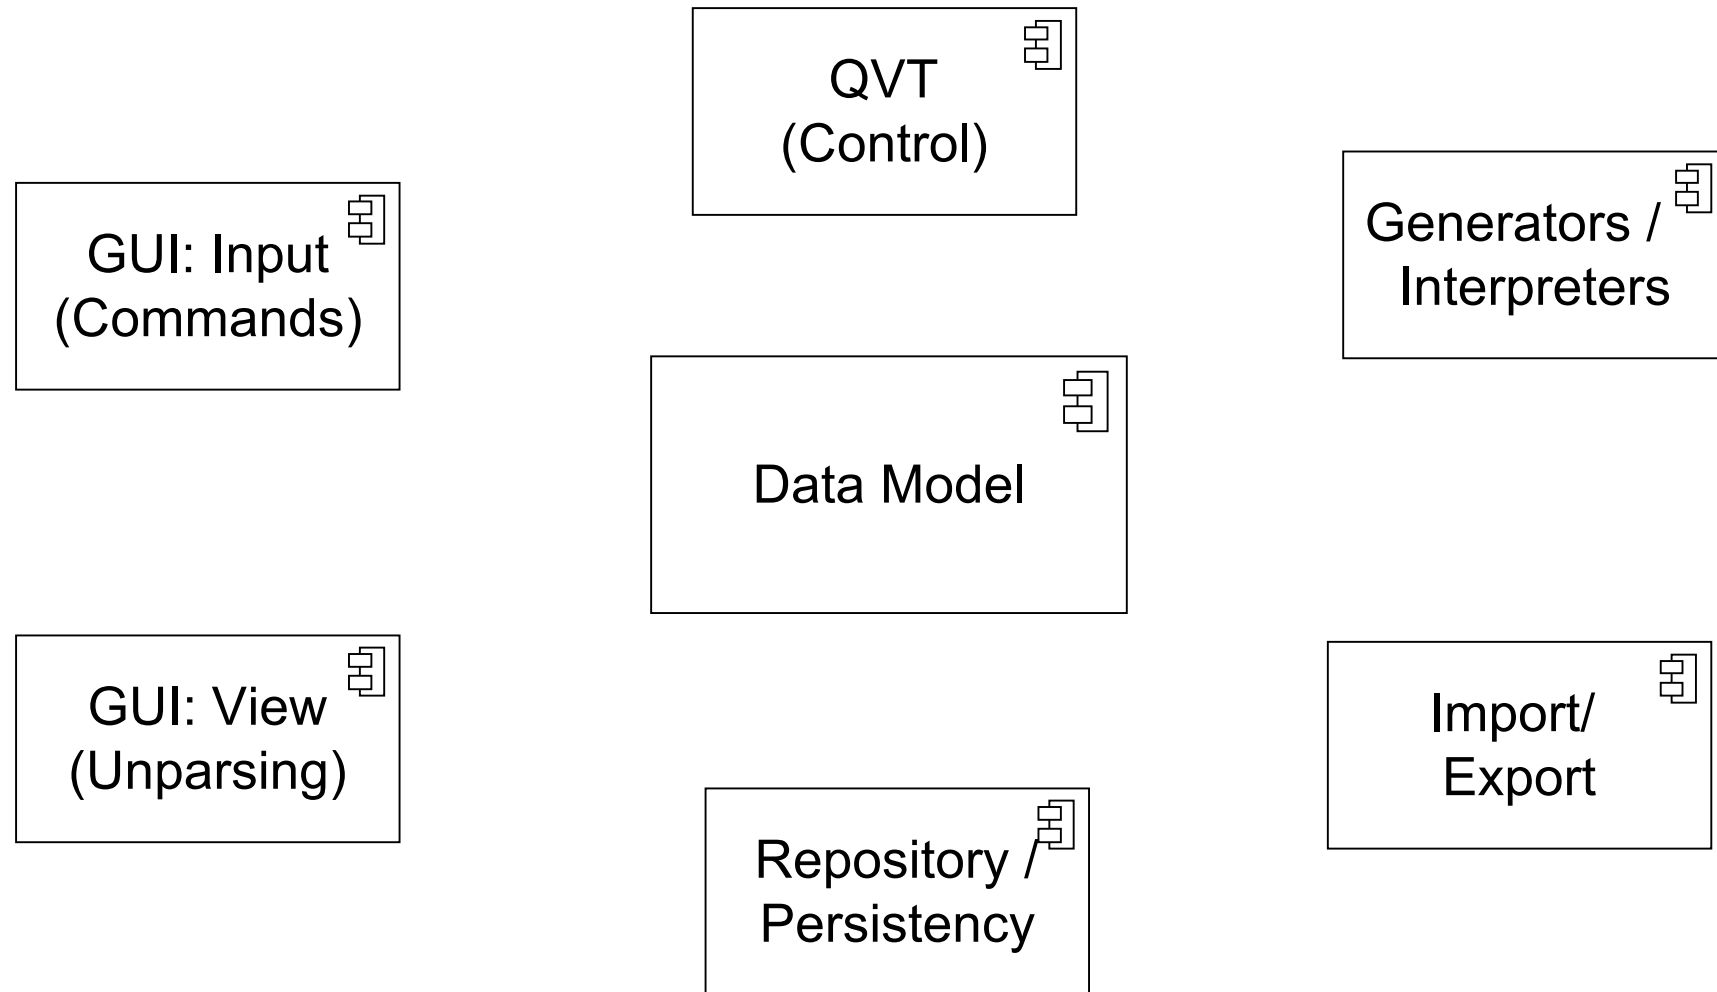 QVT
(Control)
GUI: Input
(Commands)
Generators /
Interpreters
Data Model
GUI: View
(Unparsing)
Import/
Export
Repository /
Persistency